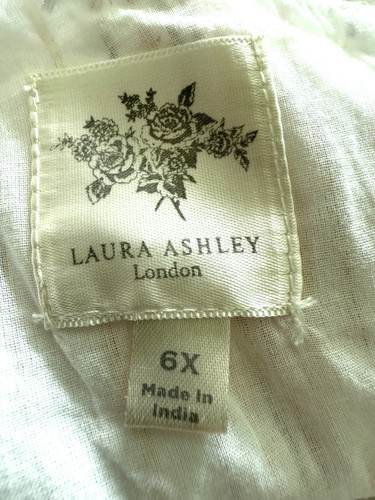 LAURA ASHLEY
London
6X
Made in
India